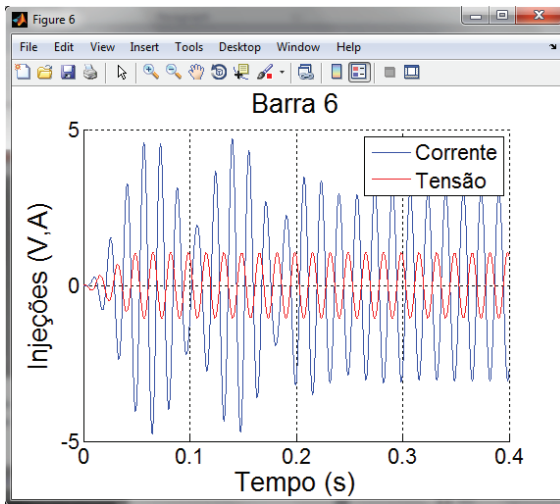 Figure 6
File Edit View Insert Tools Desktop Window Help
Barra 6
Injeções (V,A)
5
0
-5
Corrente
Tensão
0 0.1 0.2 0.3 0.4
Tempo (s)